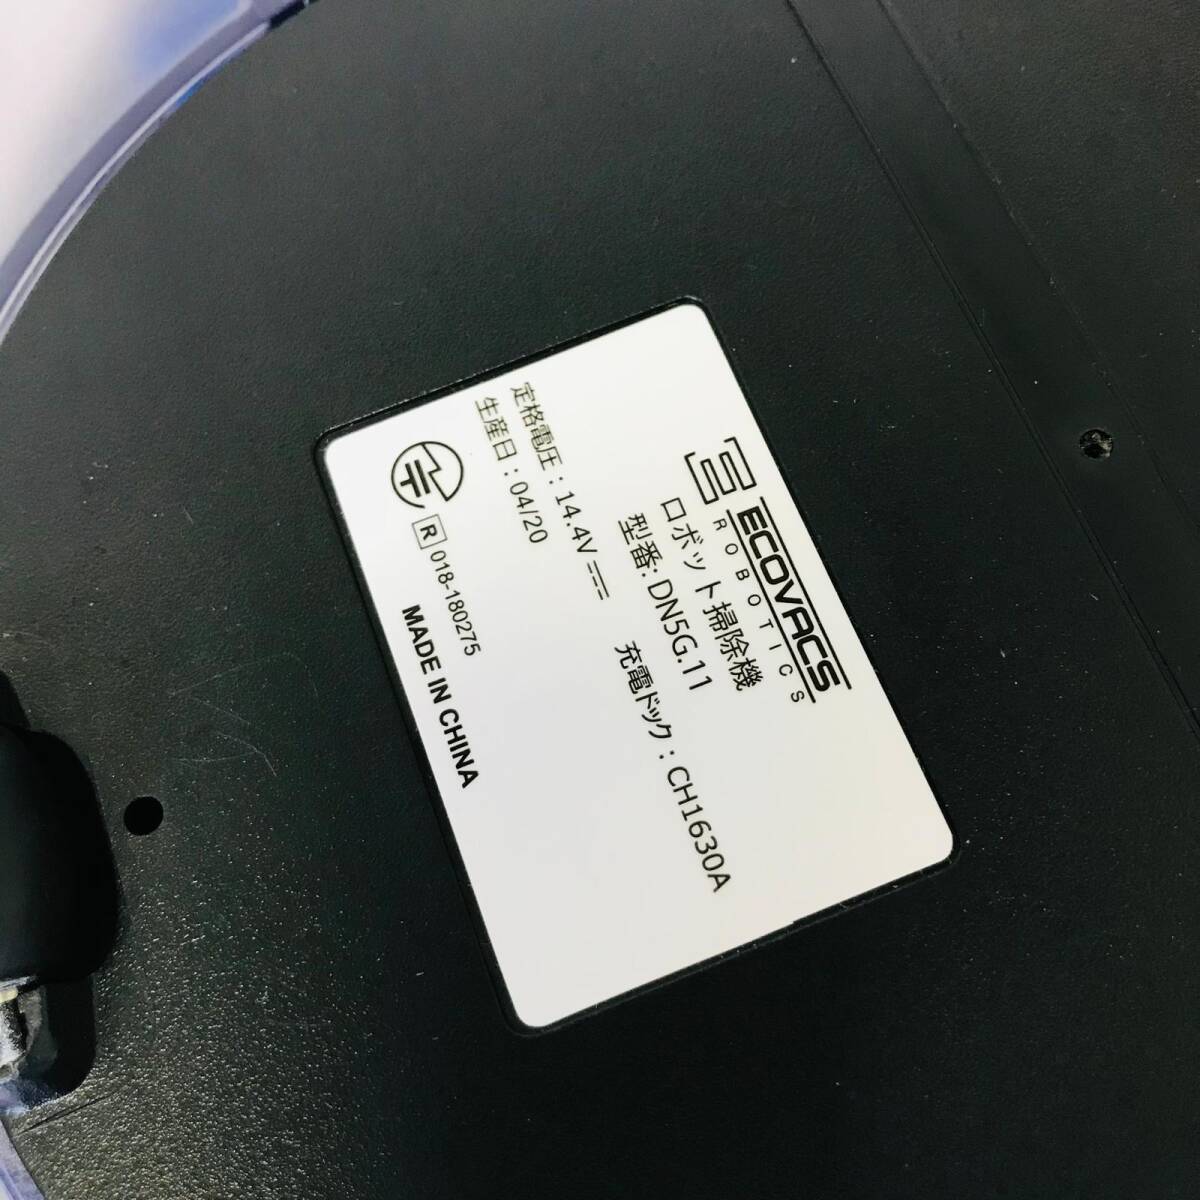 ECOVACS
ROBOTICS
ロボット掃除機
型番: DN5G.11
充電ドック：CH1630A
定格電圧：14.4V
生産日：04/20
R 018-180275
MADE IN CHINA